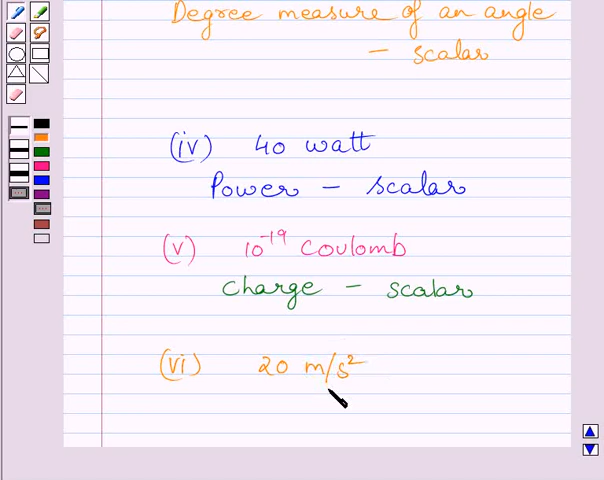 Degree measure of an angle
- scalar
(iv) 40 watt
Power - scalar
(v) 10⁻¹⁹ Coulomb
charge - scalar
(vi) 20 m/s²